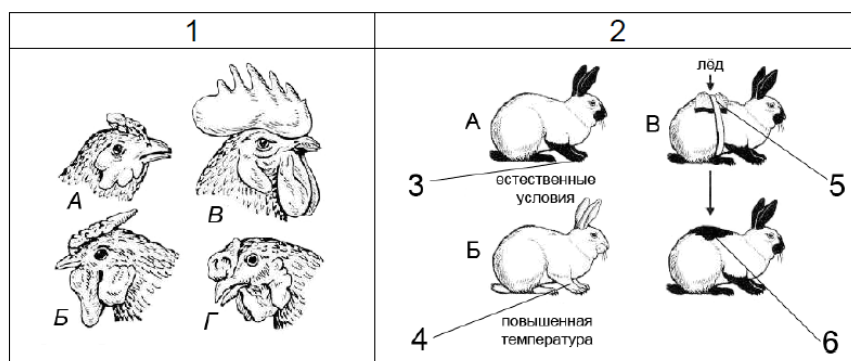 1
2
А
В
Б
Г
лёд
А
В
3
естественные
условия
5
Б
4
повышенная
температура
6